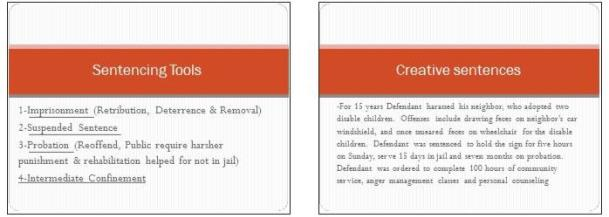 Sentencing Tools
1-Imprisonment (Retribution, Deterrence & Removal)
2-Suspended Sentence
3-Probation (Reoffend, Public require harsher
punishment & rehabilitation helped for not in jail)
4-Intermediate Confinement
Creative sentences
-For 15 years Defendant harassed his neighbor, who adopted two
disable children. Offenses include drawing feces on neighbor's car
windshield, and once smeared feces on wheelchair for the disable
children. Defendant was sentenced to hold the sign for five hours
on Sunday, serve 15 days in jail and seven months on probation.
Defendant was ordered to complete 100 hours of community
service, anger management classes and personal counseling